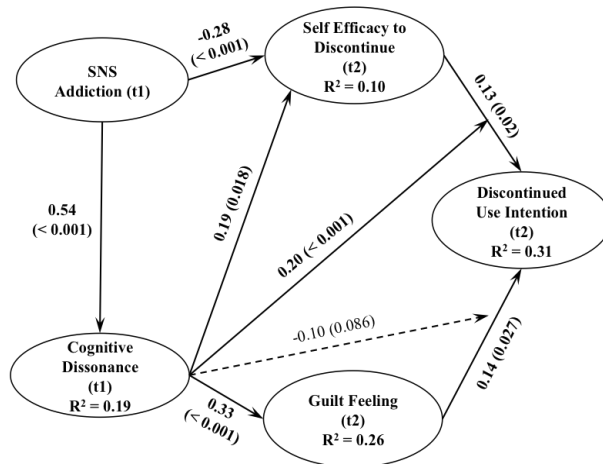 -0.28
(< 0.001)
Self Efficacy to
Discontinue
(t2)
R² = 0.10
SNS
Addiction (t1)
0.13 (0.02)
0.54
(< 0.001)
0.19 (0.018)
0.20 (< 0.001)
Discontinued
Use Intention
(t2)
R² = 0.31
-0.10 (0.086)
0.14 (0.027)
Cognitive
Dissonance
(t1)
R² = 0.19
0.33
(< 0.001)
Guilt Feeling
(t2)
R² = 0.26